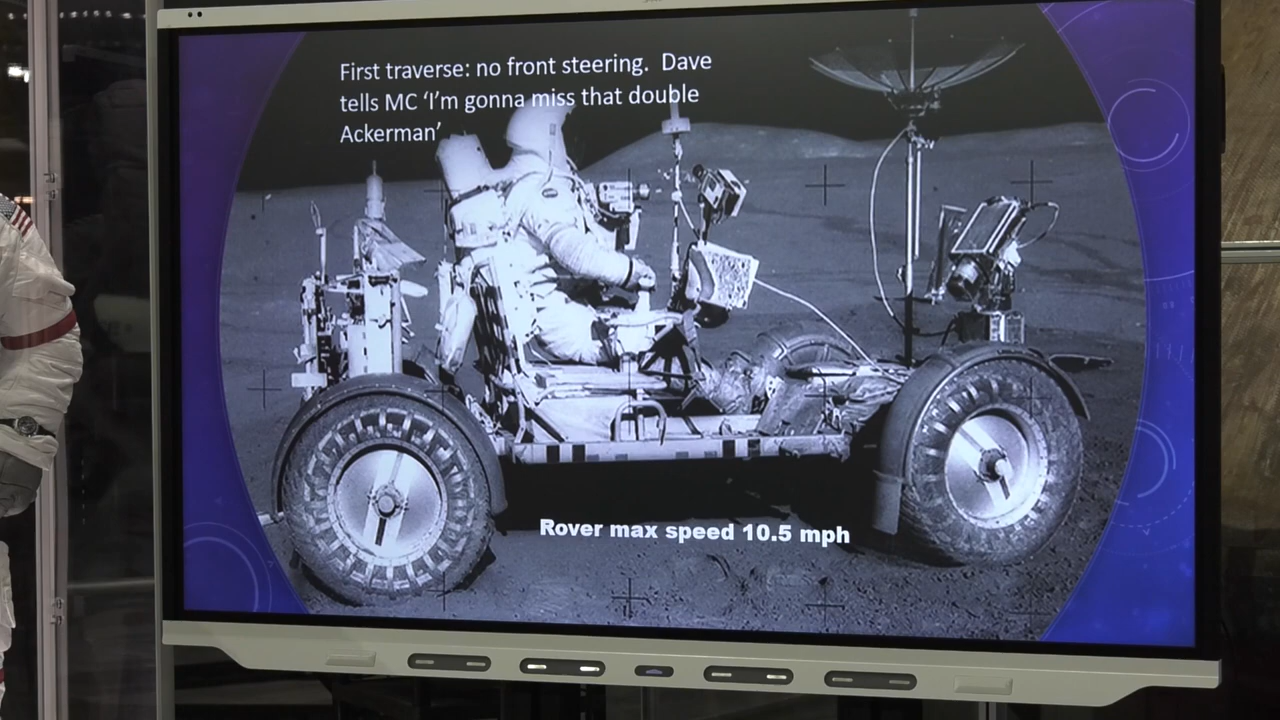 First traverse: no front steering.  Dave
tells MC ‘I’m gonna miss that double
Ackerman’
Rover max speed 10.5 mph